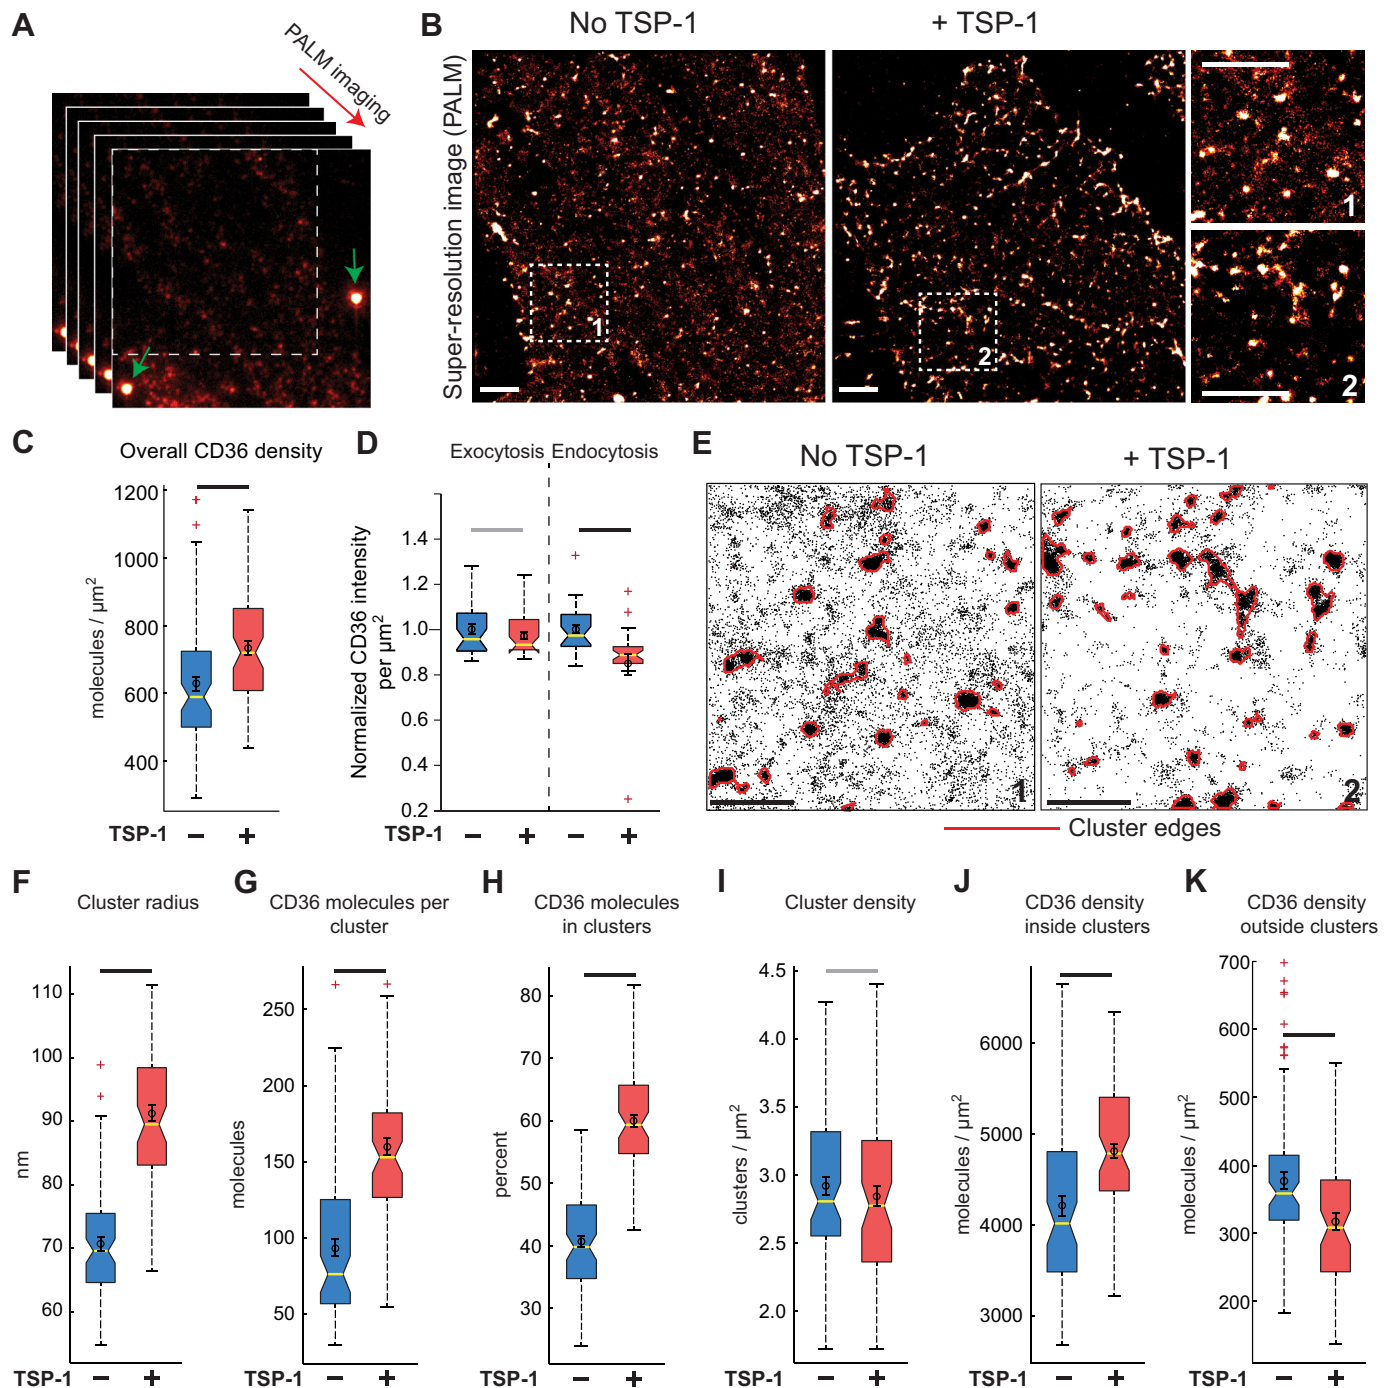 A
PALM imaging
B
No TSP-1
+ TSP-1
Super-resolution image (PALM)
1
2
1
2
C
Overall CD36 density
molecules / µm²
1200
1000
800
600
400
TSP-1
− +
D
Exocytosis
Endocytosis
Normalized CD36 intensity
per µm²
1.4
1.2
1.0
0.8
0.6
0.4
0.2
− + − +
E
No TSP-1
+ TSP-1
1
2
Cluster edges
F
Cluster radius
nm
110
100
90
80
70
60
TSP-1
− +
G
CD36 molecules per
cluster
molecules
250
200
150
100
50
TSP-1
− +
H
CD36 molecules
in clusters
percent
80
70
60
50
40
30
− +
I
Cluster density
clusters / µm²
4.5
4.0
3.5
3.0
2.5
2.0
TSP-1
− +
J
CD36 density
inside clusters
molecules / µm²
6000
5000
4000
3000
TSP-1
− +
K
CD36 density
outside clusters
molecules / µm²
700
600
500
400
300
200
TSP-1
− +